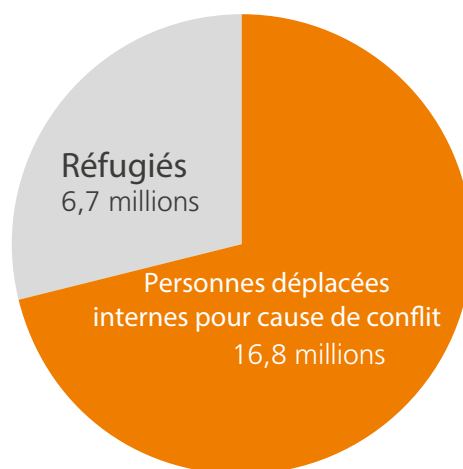 Réfugiés
6,7 millions
Personnes déplacées
internes pour cause de conflit
16,8 millions